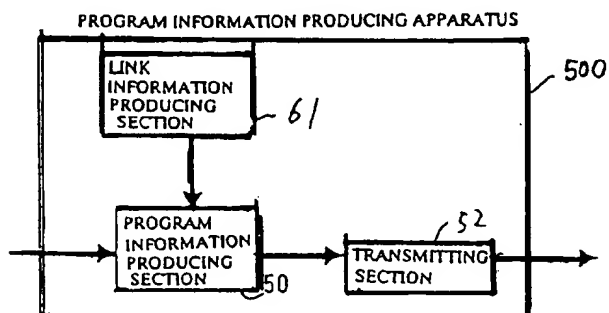 PROGRAM INFORMATION PRODUCING APPARATUS
LINK
INFORMATION
PRODUCING
SECTION
61
500
PROGRAM
INFORMATION
PRODUCING
SECTION
50
52
TRANSMITTING
SECTION